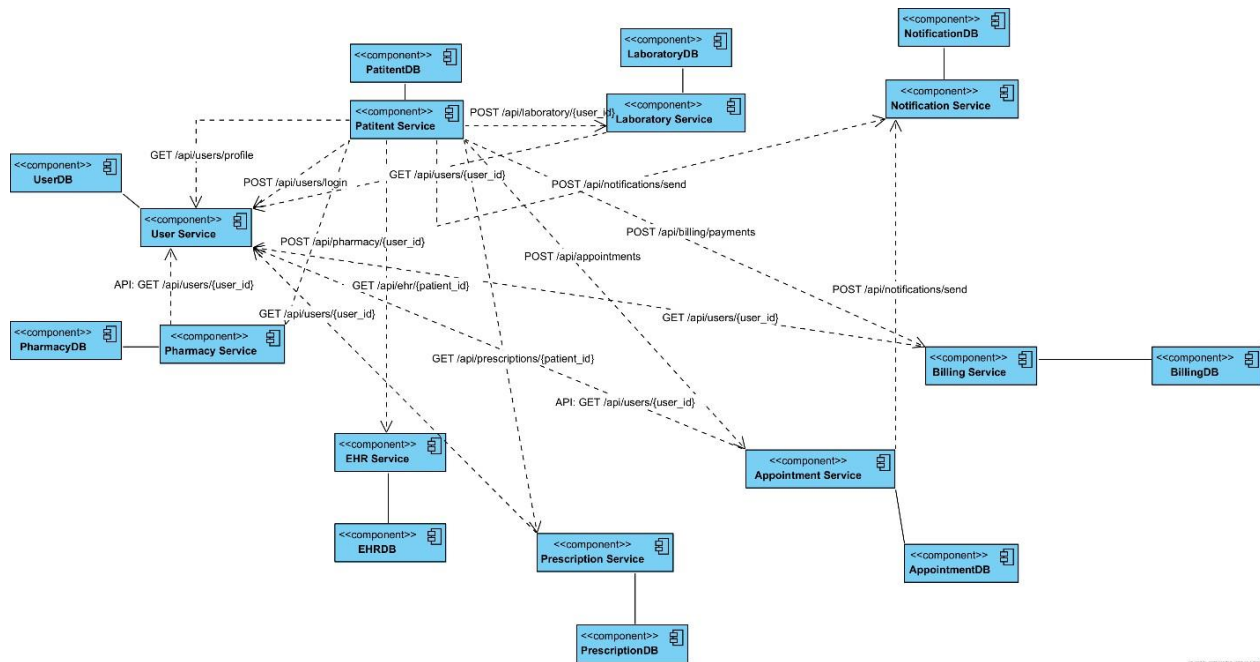 <<component>>
NotificationDB
<<component>>
LaboratoryDB
<<component>>
PatitentDB
<<component>>
Notification Service
<<component>>
Patitent Service
POST /api/laboratory/{user_id}
<<component>>
Laboratory Service
GET /api/users/profile
<<component>>
UserDB
POST /api/users/login
GET /api/users/{user_id}
POST /api/notifications/send
<<component>>
User Service
POST /api/billing/payments
POST /api/pharmacy/{user_id}
POST /api/appointments
API: GET /api/users/{user_id}
GET /api/ehr/{patient_id}
POST /api/notifications/send
GET /api/users/{user_id}
GET /api/users/{user_id}
<<component>>
PharmacyDB
<<component>>
Pharmacy Service
GET /api/prescriptions/{patient_id}
<<component>>
Billing Service
<<component>>
BillingDB
API: GET /api/users/{user_id}
<<component>>
EHR Service
<<component>>
Appointment Service
<<component>>
EHRDB
<<component>>
Prescription Service
<<component>>
AppointmentDB
<<component>>
PrescriptionDB